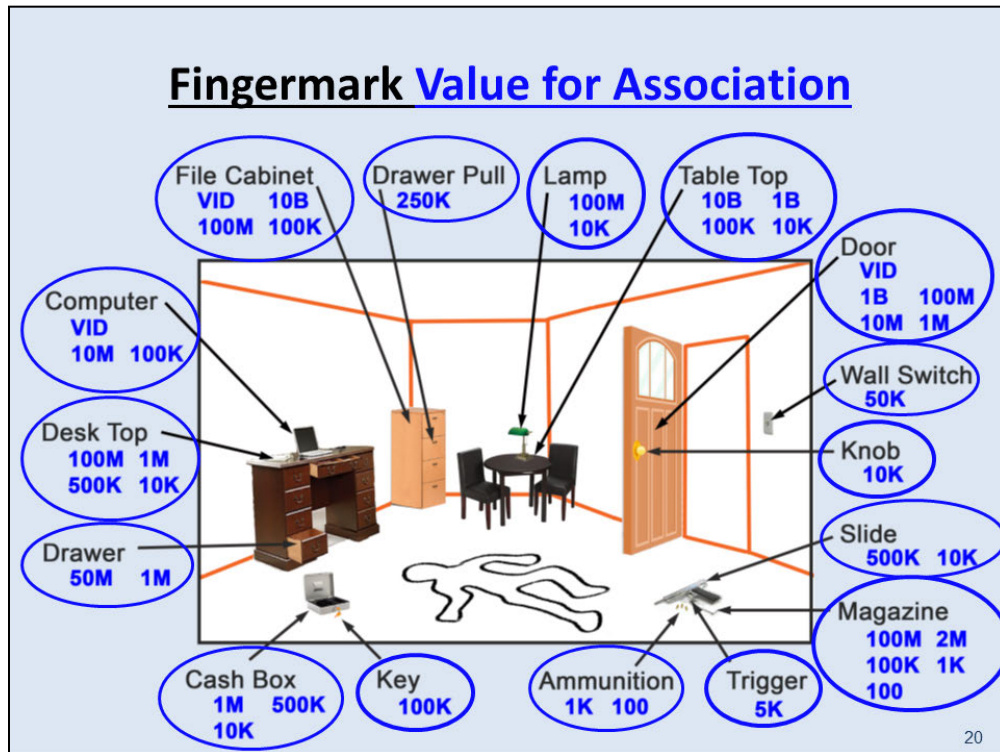 Fingermark Value for Association
File Cabinet
VID 10B
100M 100K
Drawer Pull
250K
Lamp
100M
10K
Table Top
10B 1B
100K 10K
Door
VID
1B 100M
10M 1M
Computer
VID
10M 100K
Wall Switch
50K
Desk Top
100M 1M
500K 10K
Knob
10K
Drawer
50M 1M
Slide
500K 10K
Magazine
100M 2M
100K 1K
100
Cash Box
1M 500K
10K
Key
100K
Ammunition
1K 100
Trigger
5K
20